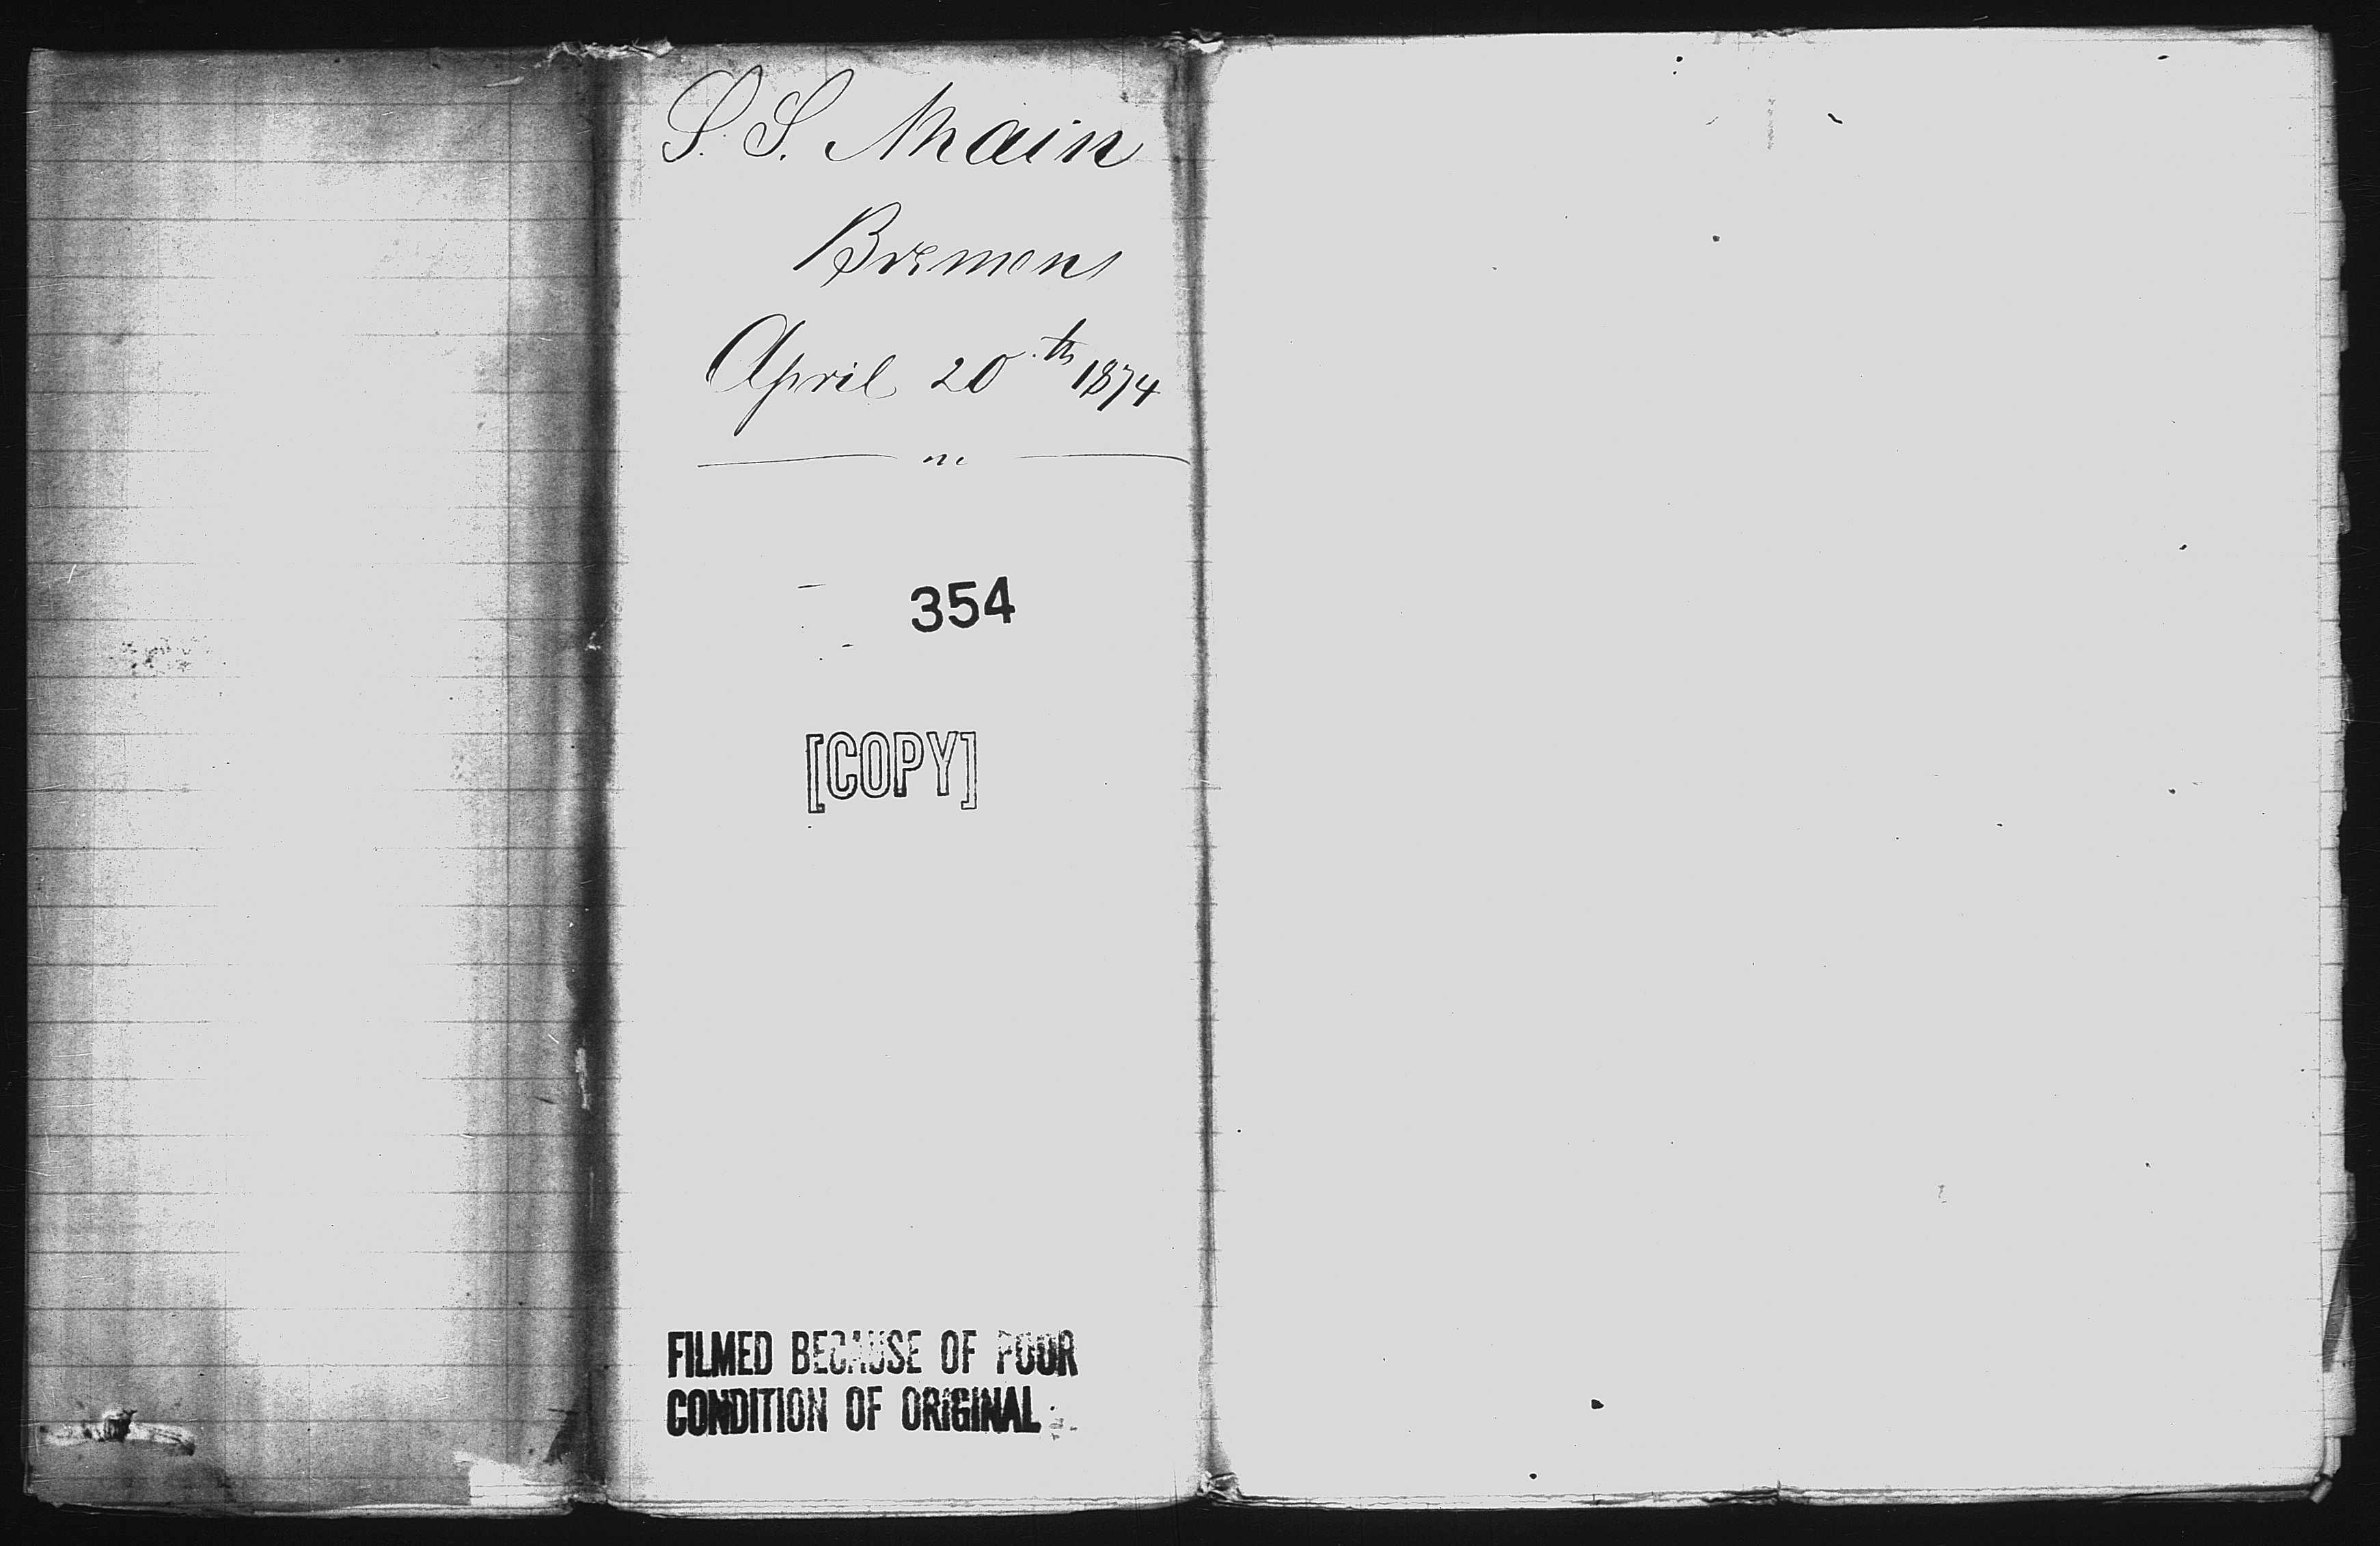 S. S. Main
Bremen
April 20th 1874
354
[COPY]
FILMED BECAUSE OF POOR
CONDITION OF ORIGINAL